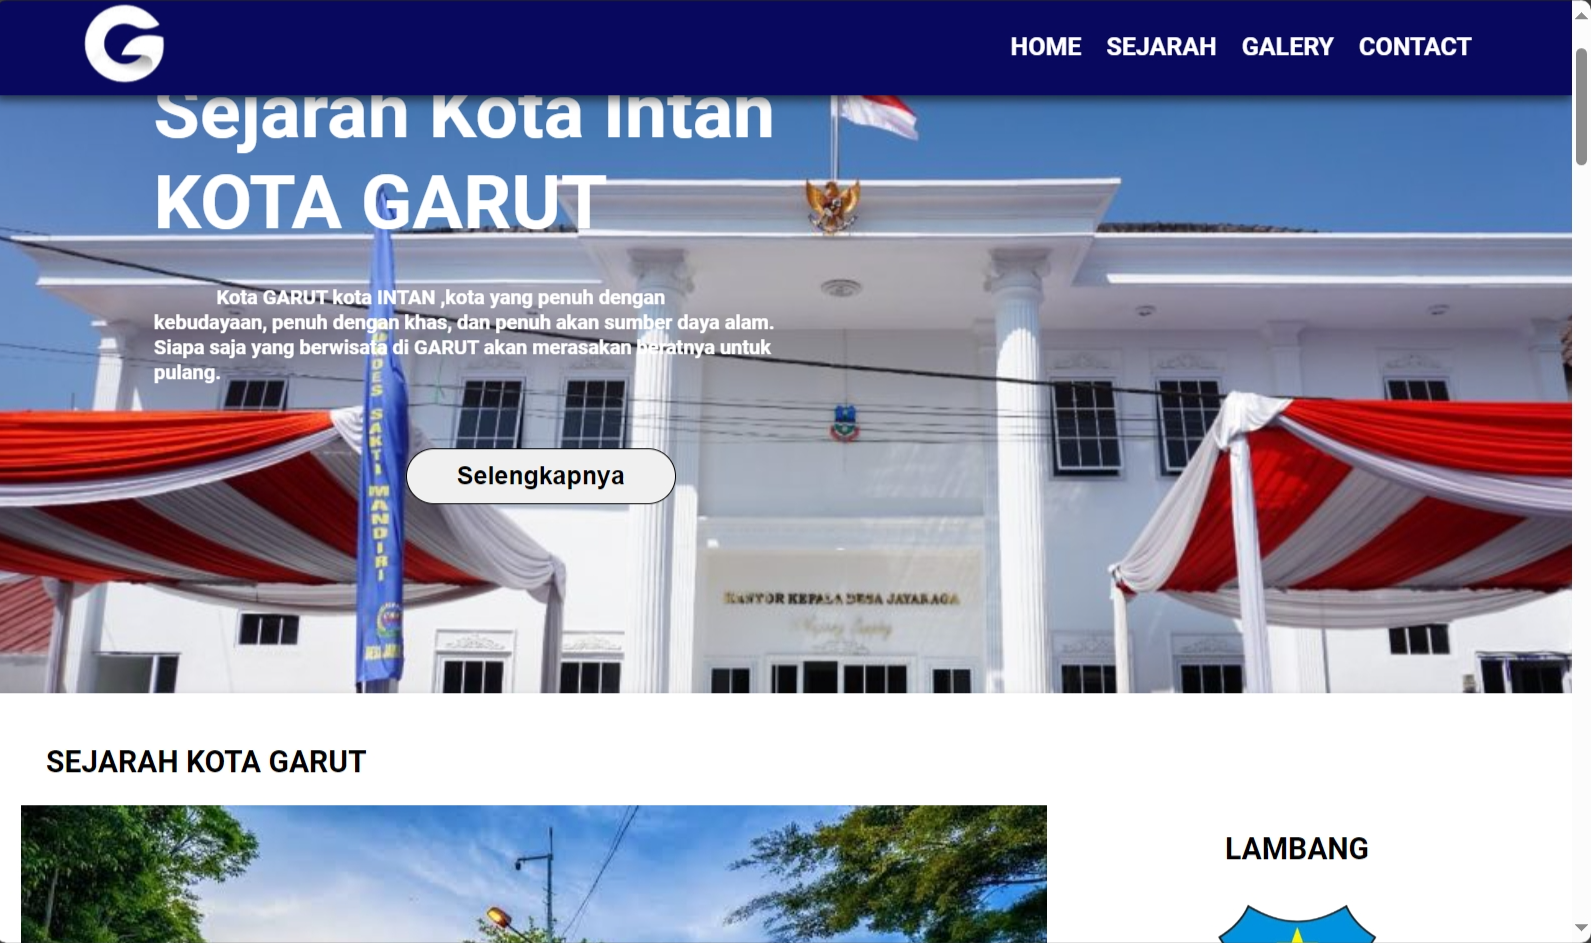 HOME SEJARAH GALERY CONTACT
Sejarah Kota Intan
KOTA GARUT
Kota GARUT kota INTAN ,kota yang penuh dengan
kebudayaan, penuh dengan khas, dan penuh akan sumber daya alam.
Siapa saja yang berwisata di GARUT akan merasakan beratnya untuk
pulang.
SAKTI MANDIRI
Selengkapnya
KANTOR KEPALA DESA JAYARAGA
SEJARAH KOTA GARUT
LAMBANG